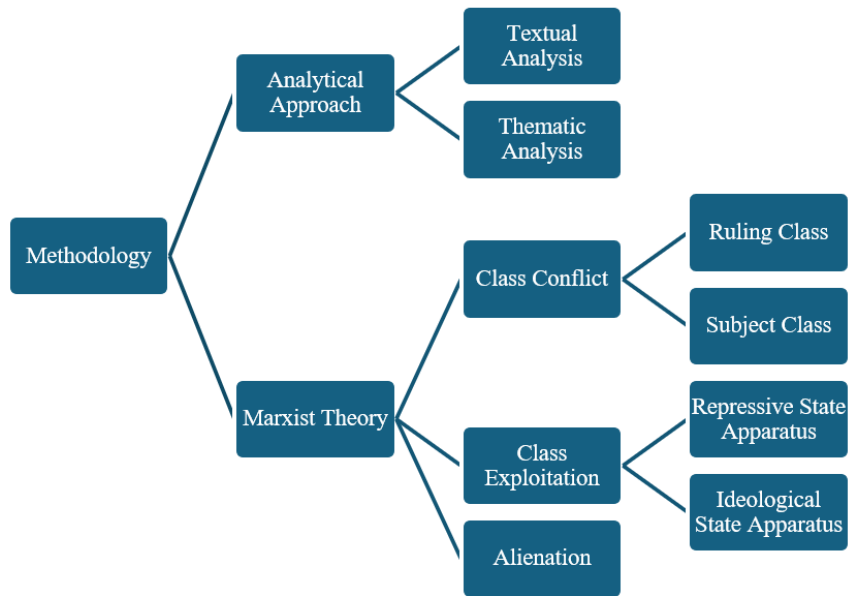 Methodology
Analytical
Approach
Textual
Analysis
Thematic
Analysis
Marxist Theory
Class Conflict
Ruling Class
Subject Class
Class
Exploitation
Repressive State
Apparatus
Ideological
State Apparatus
Alienation